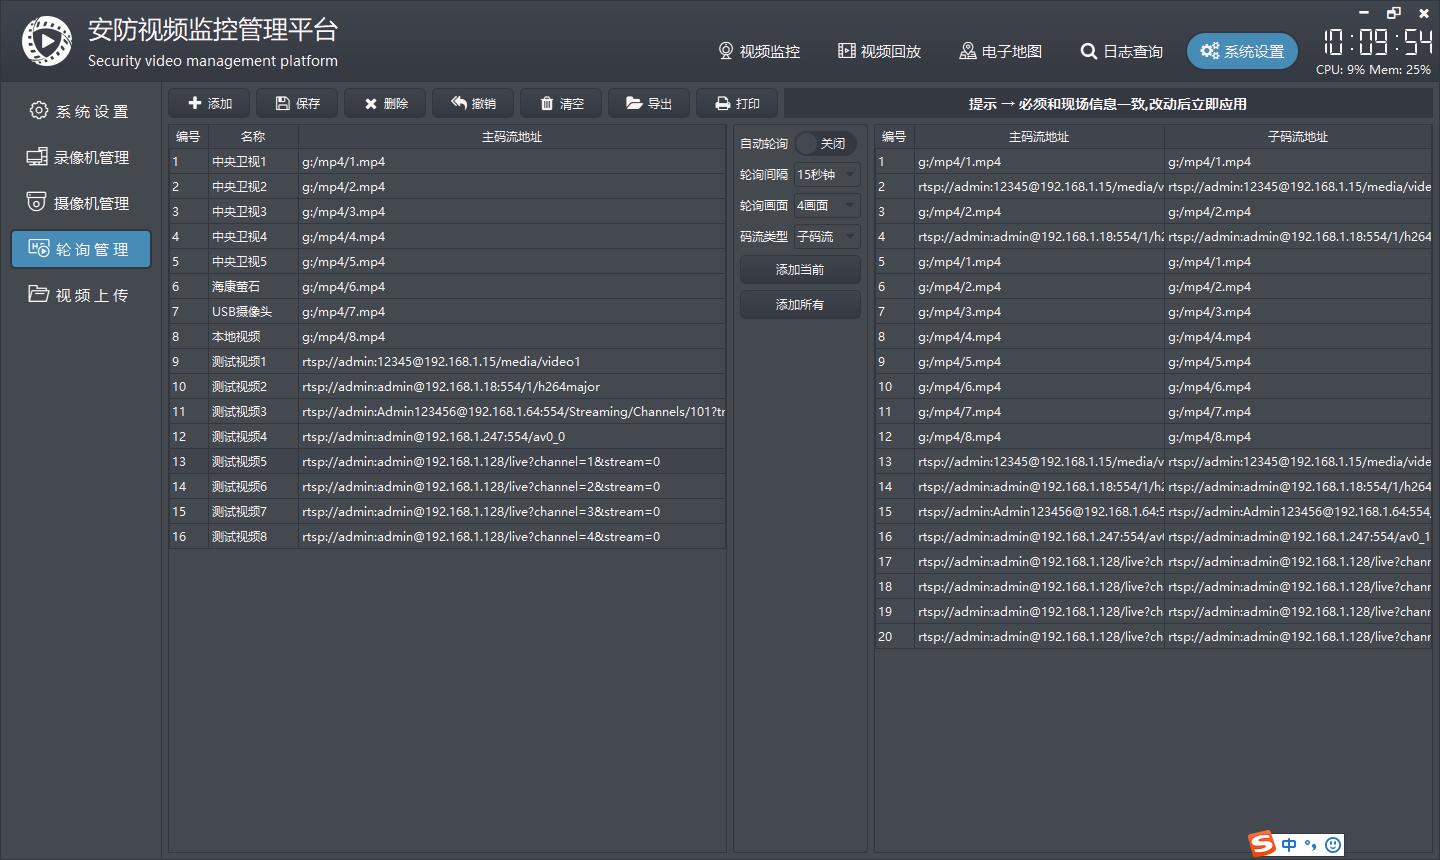 安防视频监控管理平台
Security video management platform
视频监控
视频回放
电子地图
日志查询
系统设置
10:09:54
CPU: 9% Mem: 25%
系统设置
录像机管理
摄像机管理
轮询管理
视频上传
添加
保存
删除
撤销
清空
导出
打印
提示 → 必须和现场信息一致,改动后立即应用
编号 名称 主码流地址
1 中央卫视1 g:/mp4/1.mp4
2 中央卫视2 g:/mp4/2.mp4
3 中央卫视3 g:/mp4/3.mp4
4 中央卫视4 g:/mp4/4.mp4
5 中央卫视5 g:/mp4/5.mp4
6 海康萤石 g:/mp4/6.mp4
7 USB摄像头 g:/mp4/7.mp4
8 本地视频 g:/mp4/8.mp4
9 测试视频1 rtsp://admin:12345@192.168.1.15/media/video1
10 测试视频2 rtsp://admin:admin@192.168.1.18:554/1/h264major
11 测试视频3 rtsp://admin:Admin123456@192.168.1.64:554/Streaming/Channels/101?tr
12 测试视频4 rtsp://admin:admin@192.168.1.247:554/av0_0
13 测试视频5 rtsp://admin:admin@192.168.1.128/live?channel=1&stream=0
14 测试视频6 rtsp://admin:admin@192.168.1.128/live?channel=2&stream=0
15 测试视频7 rtsp://admin:admin@192.168.1.128/live?channel=3&stream=0
16 测试视频8 rtsp://admin:admin@192.168.1.128/live?channel=4&stream=0
自动轮询 关闭
轮询间隔 15秒钟
轮询画面 4画面
码流类型 子码流
添加当前
添加所有
编号 主码流地址 子码流地址
1 g:/mp4/1.mp4 g:/mp4/1.mp4
2 rtsp://admin:12345@192.168.1.15/media/v rtsp://admin:12345@192.168.1.15/media/vide
3 g:/mp4/2.mp4 g:/mp4/2.mp4
4 rtsp://admin:admin@192.168.1.18:554/1/h2 rtsp://admin:admin@192.168.1.18:554/1/h264
5 g:/mp4/1.mp4 g:/mp4/1.mp4
6 g:/mp4/2.mp4 g:/mp4/2.mp4
7 g:/mp4/3.mp4 g:/mp4/3.mp4
8 g:/mp4/4.mp4 g:/mp4/4.mp4
9 g:/mp4/5.mp4 g:/mp4/5.mp4
10 g:/mp4/6.mp4 g:/mp4/6.mp4
11 g:/mp4/7.mp4 g:/mp4/7.mp4
12 g:/mp4/8.mp4 g:/mp4/8.mp4
13 rtsp://admin:12345@192.168.1.15/media/v rtsp://admin:12345@192.168.1.15/media/vide
14 rtsp://admin:admin@192.168.1.18:554/1/h2 rtsp://admin:admin@192.168.1.18:554/1/h264
15 rtsp://admin:Admin123456@192.168.1.64:5 rtsp://admin:Admin123456@192.168.1.64:554,
16 rtsp://admin:admin@192.168.1.247:554/av( rtsp://admin:admin@192.168.1.247:554/av0_1
17 rtsp://admin:admin@192.168.1.128/live?ch rtsp://admin:admin@192.168.1.128/live?chanr
18 rtsp://admin:admin@192.168.1.128/live?ch rtsp://admin:admin@192.168.1.128/live?chanr
19 rtsp://admin:admin@192.168.1.128/live?ch rtsp://admin:admin@192.168.1.128/live?chanr
20 rtsp://admin:admin@192.168.1.128/live?ch rtsp://admin:admin@192.168.1.128/live?chanr
S 中 °,